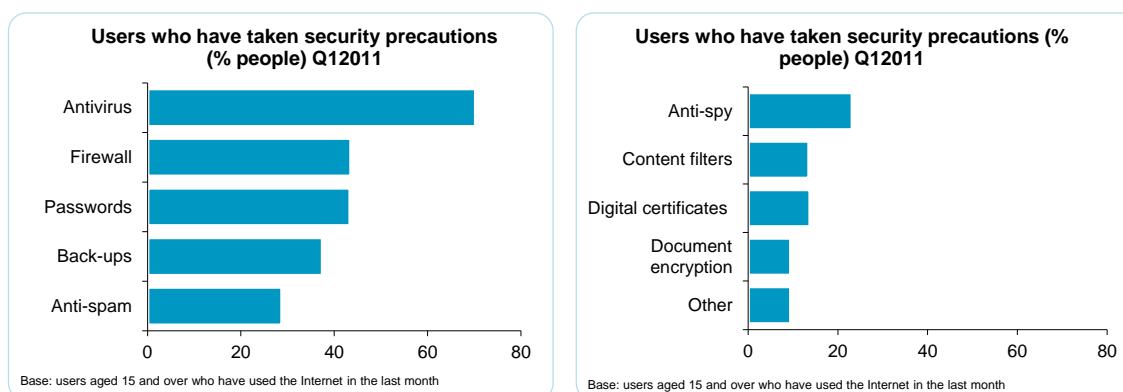 Users who have taken security precautions
(% people) Q12011
Antivirus
Firewall
Passwords
Back-ups
Anti-spam
0 20 40 60 80
Base: users aged 15 and over who have used the Internet in the last month
Users who have taken security precautions (%
people) Q12011
Anti-spy
Content filters
Digital certificates
Document
encryption
Other
0 20 40 60 80
Base: users aged 15 and over who have used the Internet in the last month